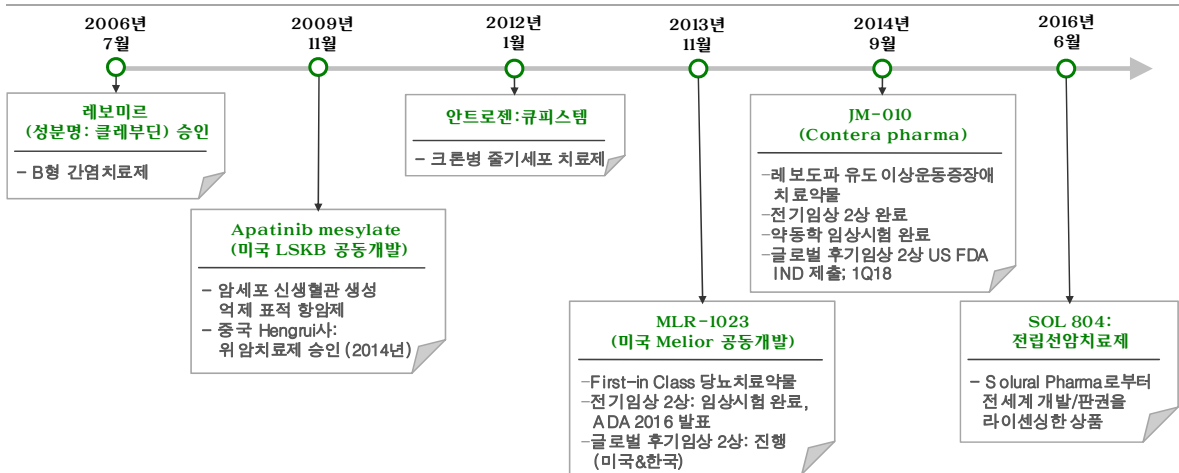 2006년
7월
2009년
11월
2012년
1월
2013년
11월
2014년
9월
2016년
6월
레보미르
(성분명: 클레부딘) 승인
- B형 간염치료제
Apatinib mesylate
(미국 LSKB 공동개발)
- 암세포 신생혈관 생성
억제 표적 항암제
- 중국 Hengrui사:
위암치료제 승인 (2014년)
안트로젠:큐피스템
- 크론병 줄기세포 치료제
MLR-1023
(미국 Melior 공동개발)
-First-in Class 당뇨치료약물
-전기임상 2상: 임상시험 완료,
ADA 2016 발표
-글로벌 후기임상 2상: 진행
(미국&한국)
JM-010
(Contera pharma)
-레보도파 유도 이상운동증장애
치료약물
-전기임상 2상 완료
-약동학 임상시험 완료
-글로벌 후기임상 2상 US FDA
IND 제출; 1Q18
SOL 804:
전립선암치료제
- Solural Pharma로부터
전세계 개발/판권을
라이센싱한 상품